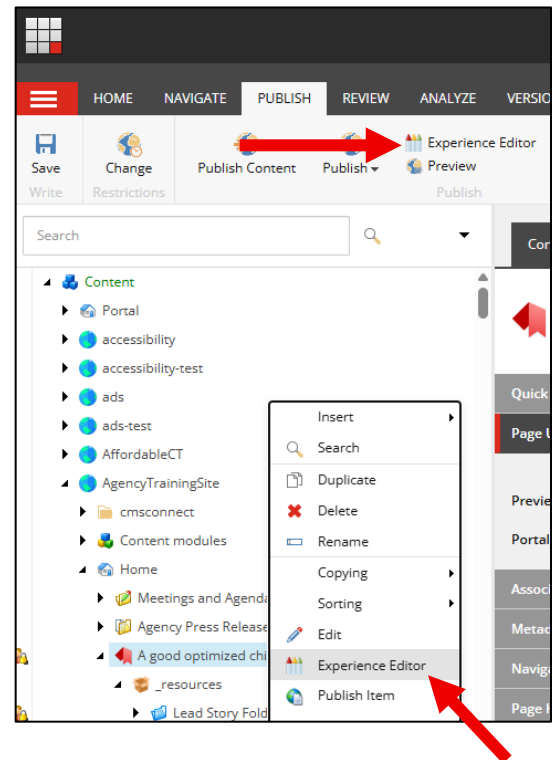 HOME NAVIGATE PUBLISH REVIEW ANALYZE VERSIO
Experience Editor
Save Change Publish Content Publish Preview
Write Restrictions Publish
Search
Cor
Content
Portal
accessibility
accessibility-test
ads
Quick
ads-test
Insert
Page U
AffordableCT
Search
AgencyTrainingSite
Duplicate
cmsconnect
Delete
Previe
Content modules
Rename
Portal
Home
Copying
Associ
Meetings and Agenda
Sorting
Agency Press Release
Edit
Metac
A good optimized chi
Experience Editor
Naviga
_resources
Publish Item
Lead Story Fold
Page H